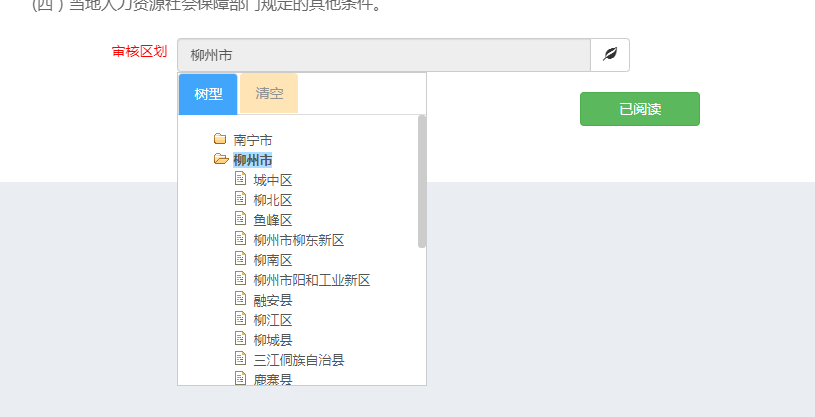 (四）当地人力资源社会保障部门规定的其他条件。
审核区划
柳州市
树型
清空
已阅读
南宁市
柳州市
城中区
柳北区
鱼峰区
柳州市柳东新区
柳南区
柳州市阳和工业新区
融安县
柳江区
柳城县
三江侗族自治县
鹿寨县